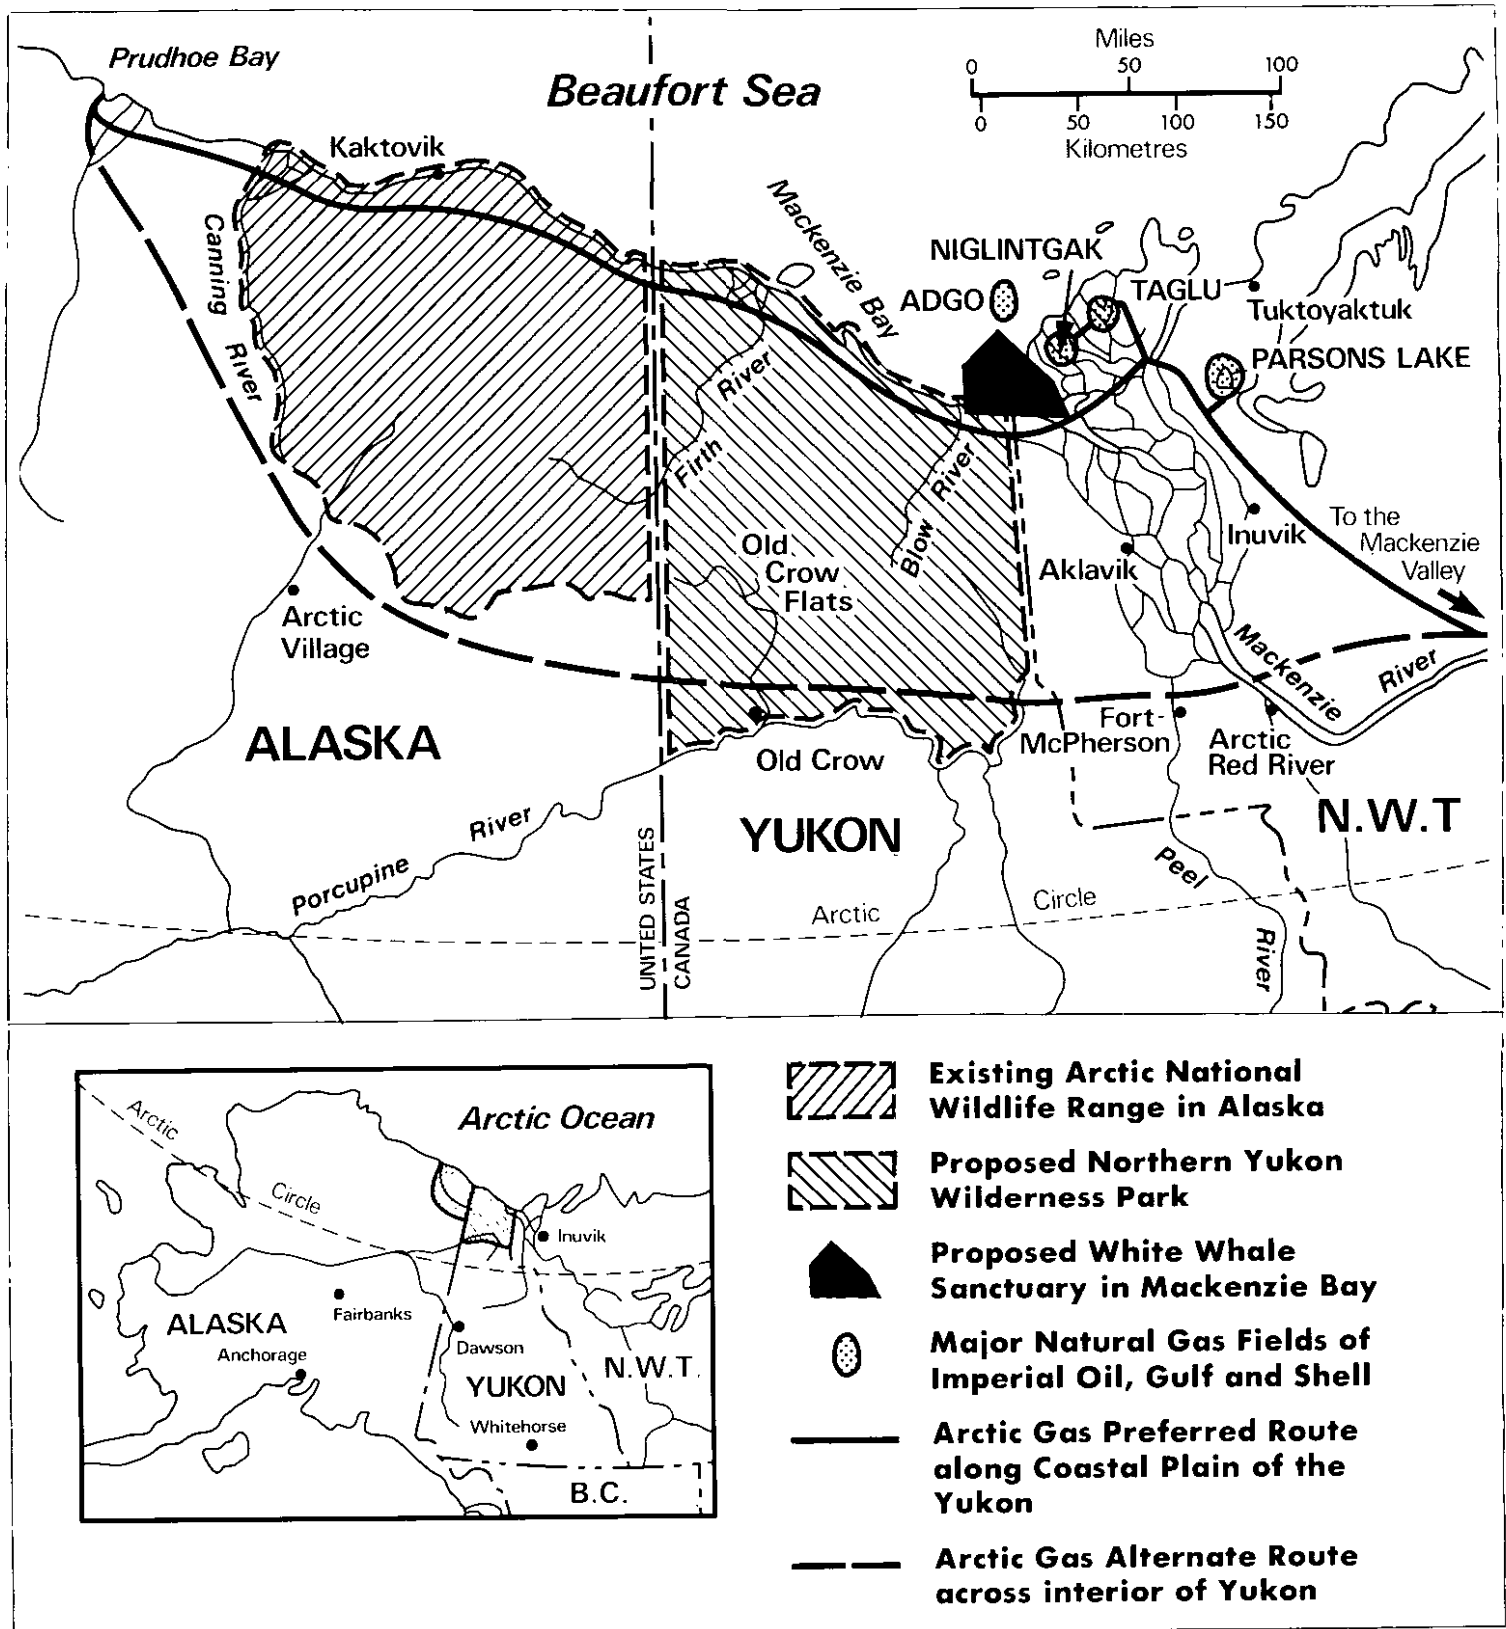 Prudhoe Bay
Beaufort Sea
Miles
0 50 100
0 50 100 150
Kilometres
Kaktovik
Mackenzie Bay
NIGLINTGAK
ADGO
TAGLU
Tuktoyaktuk
PARSONS LAKE
Canning River
Firth River
Blow River
Old
Crow
Flats
Aklavik
Inuvik
To the
Mackenzie
Valley
Arctic
Village
Mackenzie River
ALASKA
Old Crow
Fort-
McPherson
Arctic
Red River
YUKON
N.W.T
Porcupine River
Peel River
UNITED STATES
CANADA
Arctic Circle
Arctic Ocean
Arctic Circle
Inuvik
Fairbanks
ALASKA
Anchorage
Dawson
YUKON
N.W.T.
Whitehorse
B.C.
Existing Arctic National
Wildlife Range in Alaska
Proposed Northern Yukon
Wilderness Park
Proposed White Whale
Sanctuary in Mackenzie Bay
Major Natural Gas Fields of
Imperial Oil, Gulf and Shell
Arctic Gas Preferred Route
along Coastal Plain of the
Yukon
Arctic Gas Alternate Route
across interior of Yukon